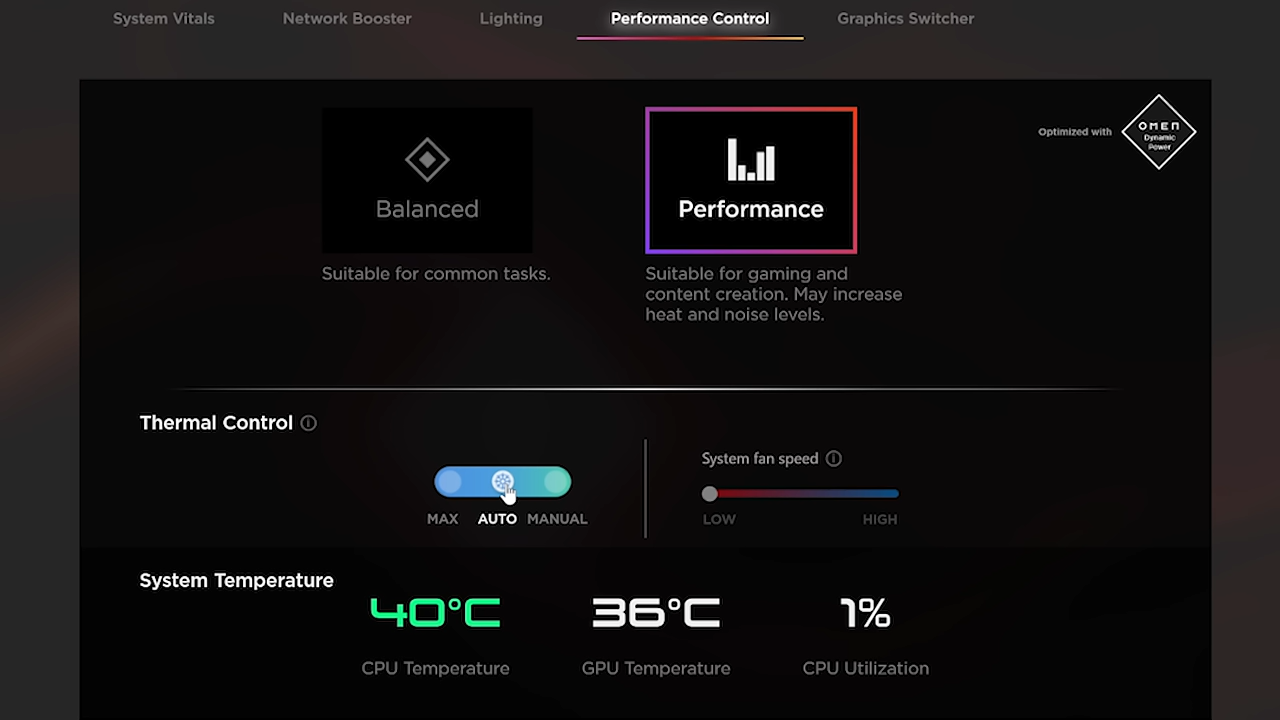 System Vitals
Network Booster
Lighting
Performance Control
Graphics Switcher
Optimized with
OMEN
Dynamic
Power
Balanced
Performance
Suitable for common tasks.
Suitable for gaming and
content creation. May increase
heat and noise levels.
Thermal Control
MAX AUTO MANUAL
System fan speed
LOW HIGH
System Temperature
40°C
CPU Temperature
36°C
GPU Temperature
1%
CPU Utilization